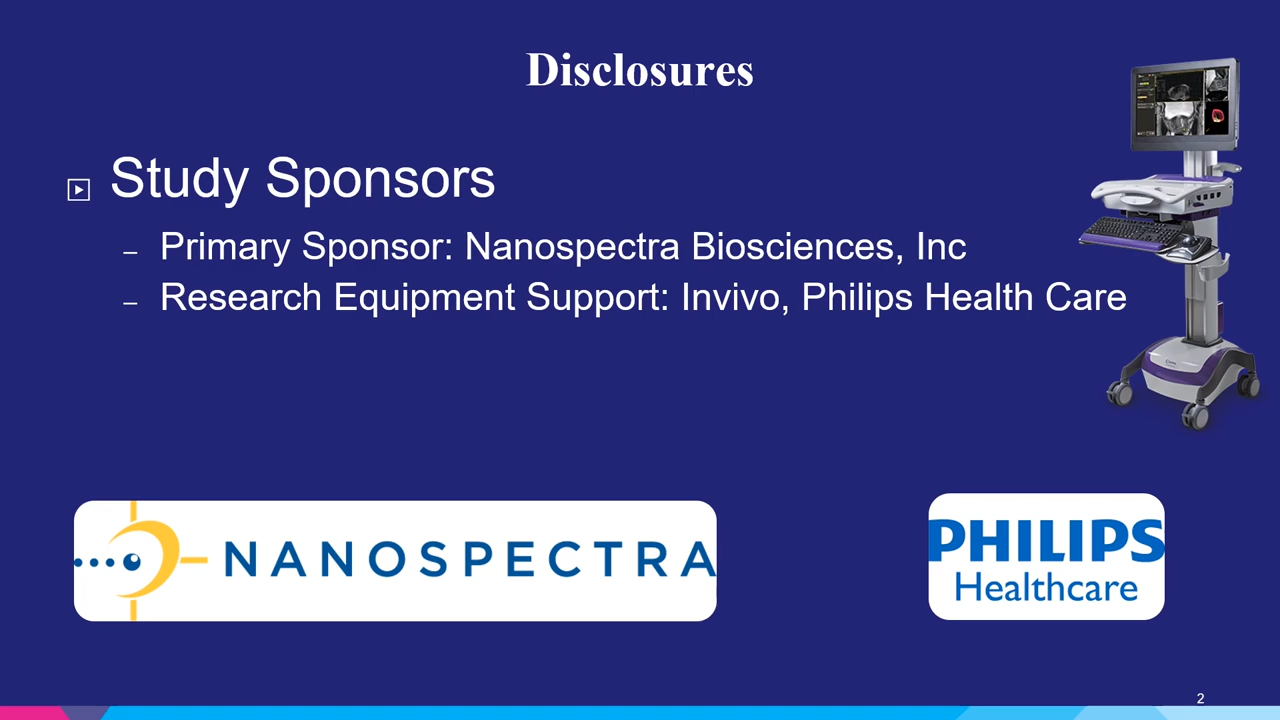 Disclosures
Study Sponsors
– Primary Sponsor: Nanospectra Biosciences, Inc
– Research Equipment Support: Invivo, Philips Health Care
NANOSPECTRA
PHILIPS
Healthcare
2